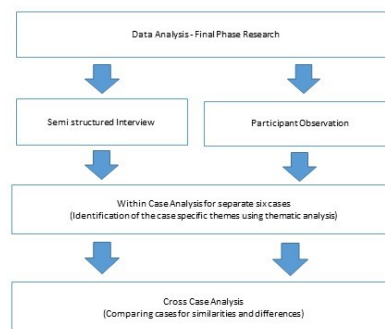 Data Analysis - Final Phase Research
Semi structured Interview
Participant Observation
Within Case Analysis for separate six cases
(Identification of the case specific themes using thematic analysis)
Cross Case Analysis
(Comparing cases for similarities and differences)